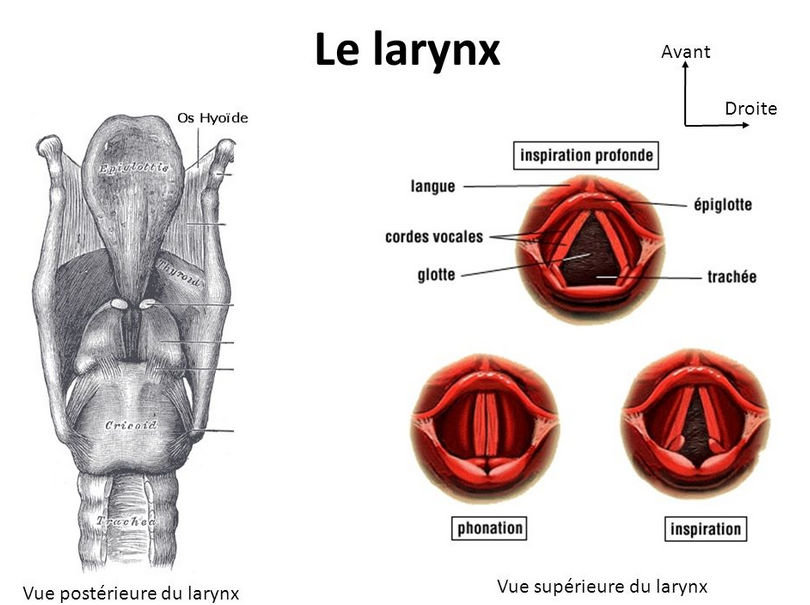 Le larynx
Avant
Droite
Os Hyoïde
Epiglottis
Thyroid
Cricoid
Trachea
Vue postérieure du larynx
inspiration profonde
langue
épiglotte
cordes vocales
glotte
trachée
phonation
inspiration
Vue supérieure du larynx